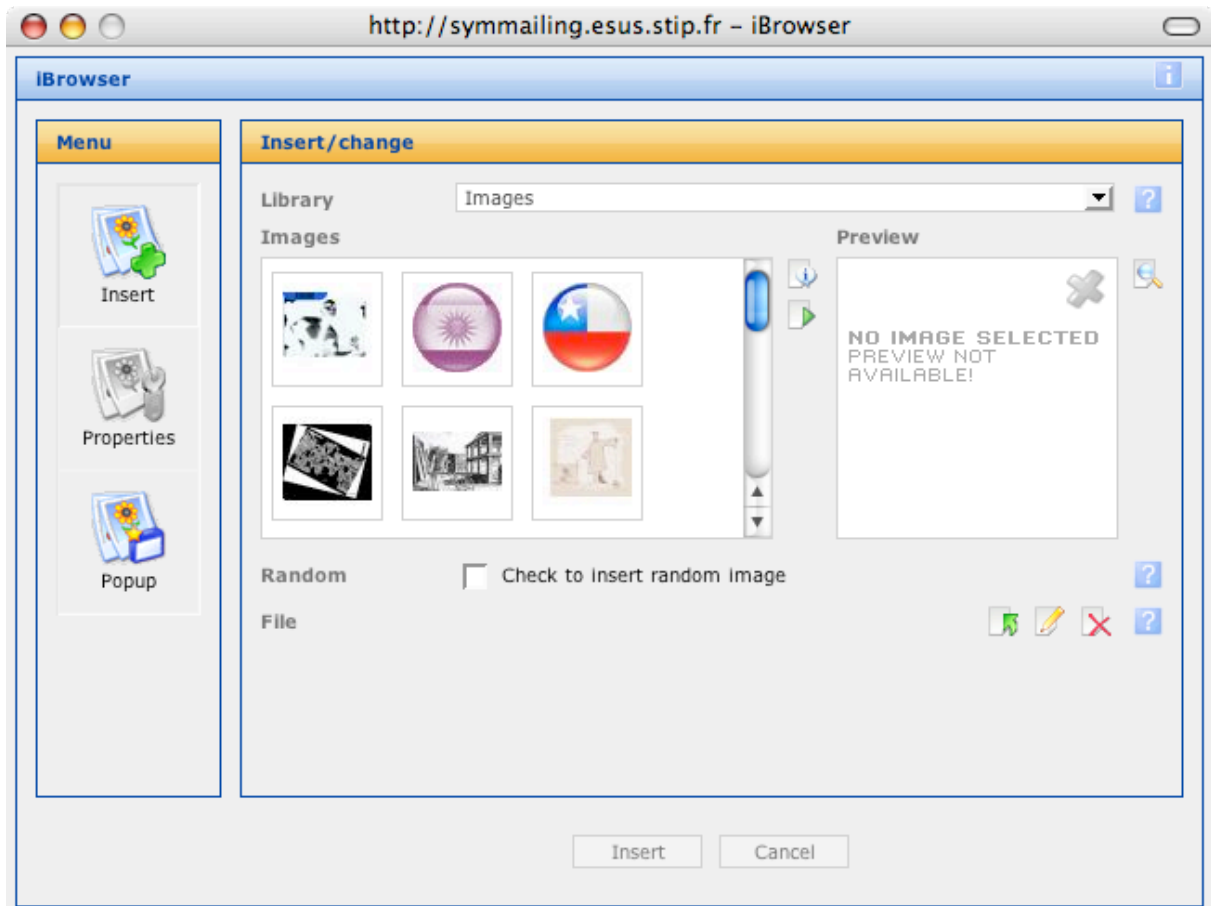 http://symmailing.esus.stip.fr – iBrowser
iBrowser
i
Menu
Insert
Properties
Popup
Insert/change
Library
Images
?
Images
Preview
NO IMAGE SELECTED
PREVIEW NOT
AVAILABLE!
Random
Check to insert random image
?
File
?
Insert
Cancel